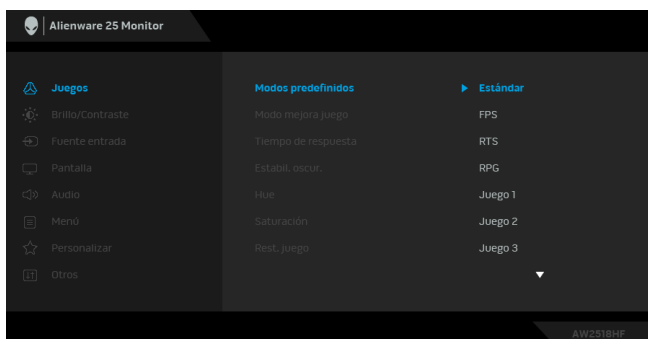 Alienware 25 Monitor
Juegos
Brillo/Contraste
Fuente entrada
Pantalla
Audio
Menú
Personalizar
Otros
Modos predefinidos
Modo mejora juego
Tiempo de respuesta
Estabil. oscur.
Hue
Saturación
Rest. juego
Estándar
FPS
RTS
RPG
Juego 1
Juego 2
Juego 3
AW2518HF